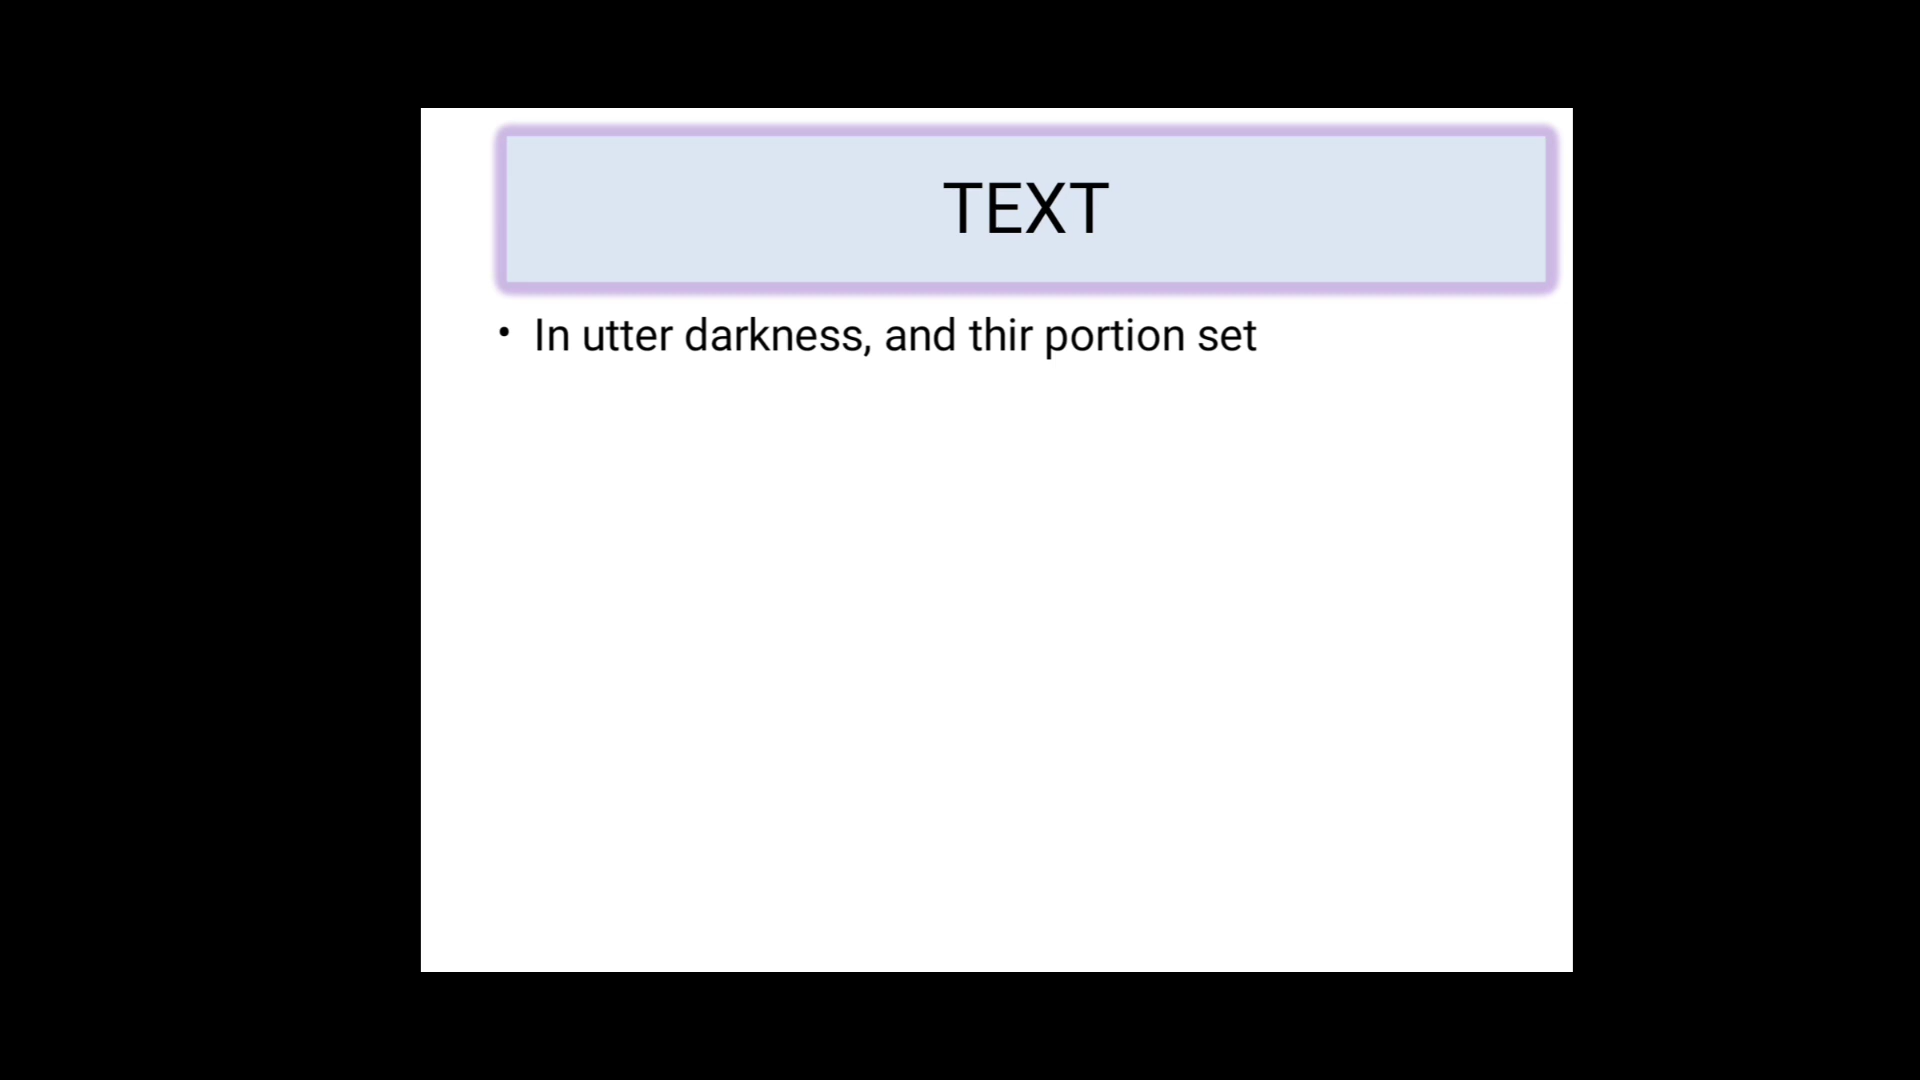 TEXT
• In utter darkness, and thir portion set